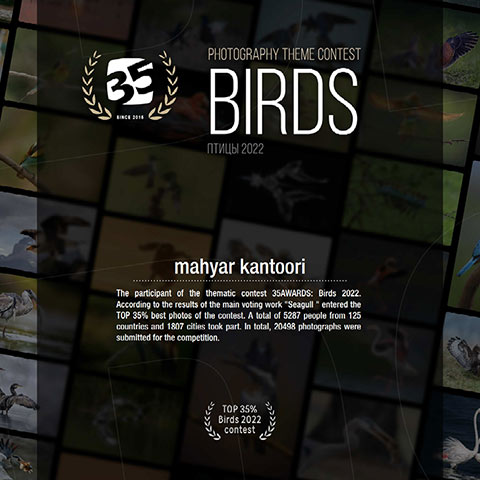 PHOTOGRAPHY THEME CONTEST
35
BIRDS
SINCE 2015
ПТИЦЫ 2022
mahyar kantoori
The participant of the thematic contest 35AWARDS: Birds 2022.
According to the results of the main voting work "Seagull " entered the
TOP 35% best photos of the contest. A total of 5287 people from 125
countries and 1807 cities took part. In total, 20498 photographs were
submitted for the competition.
TOP 35%
Birds 2022
contest